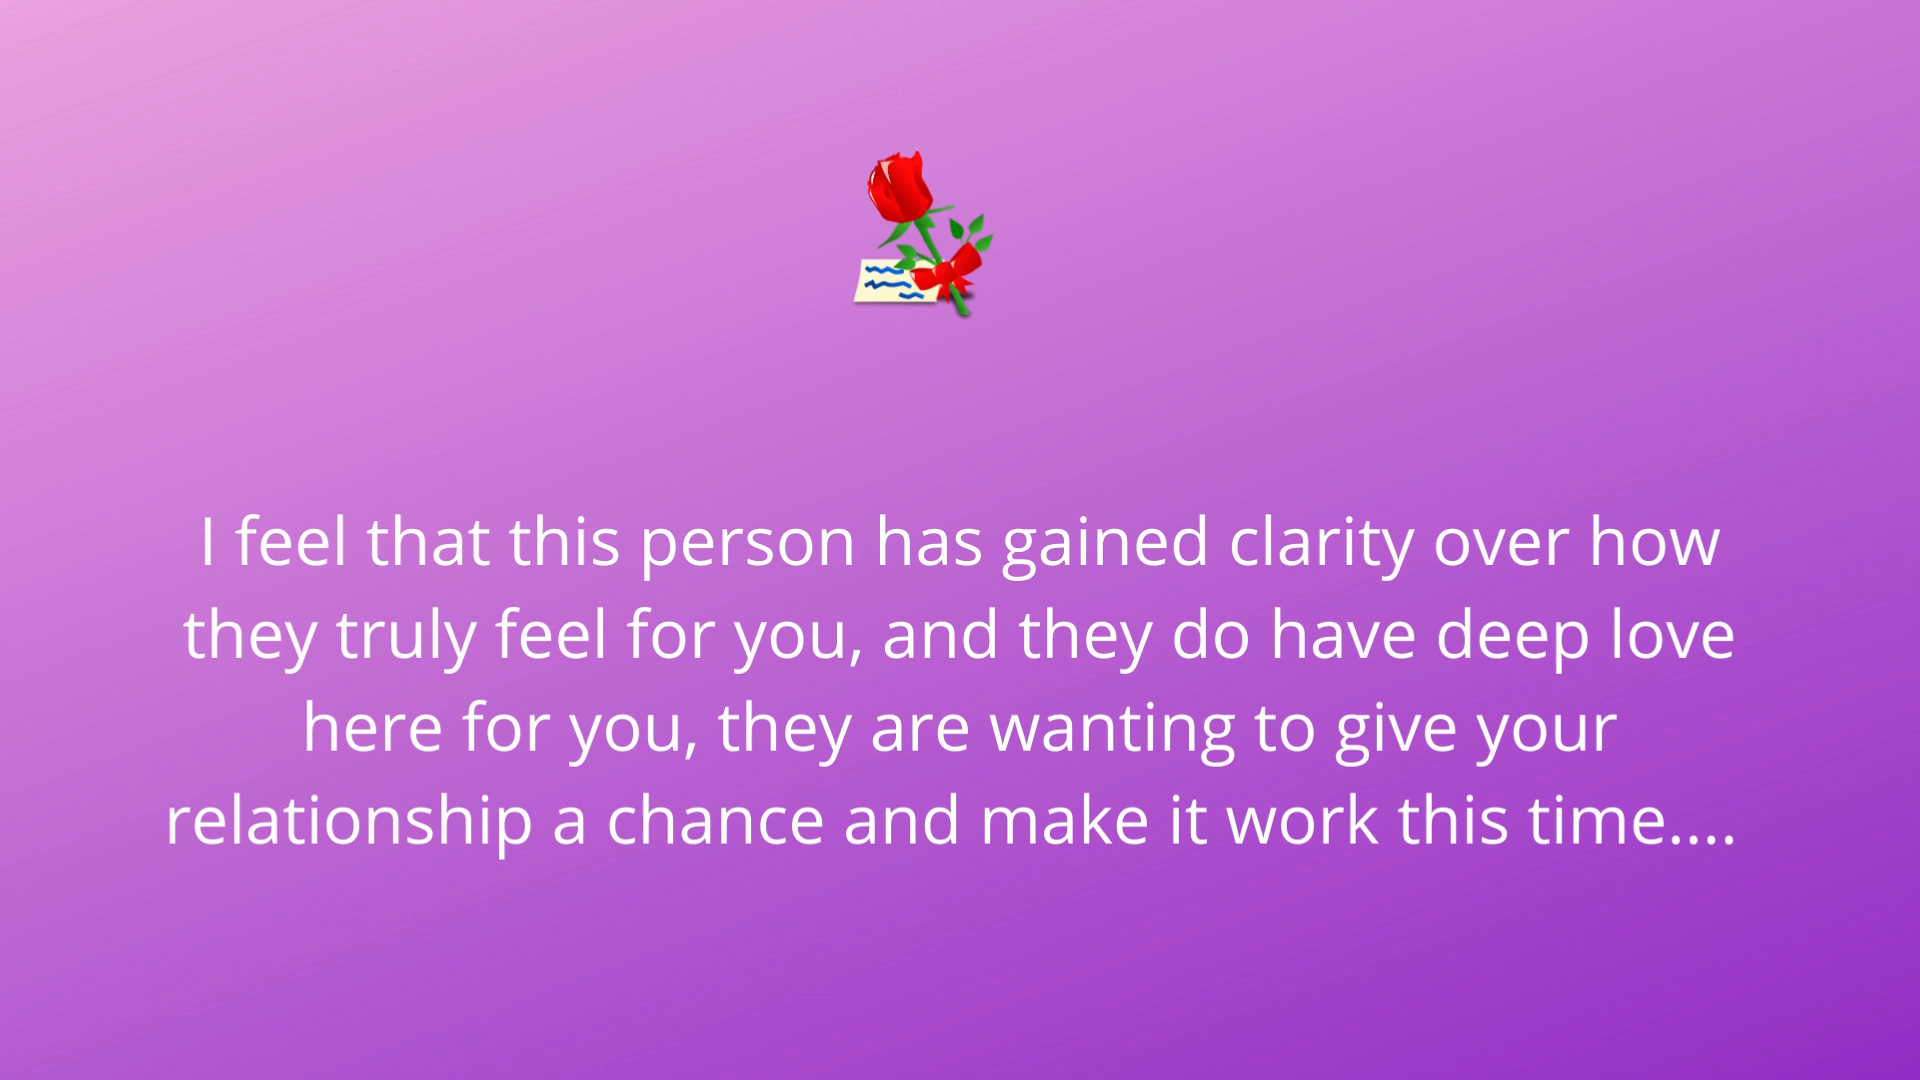 I feel that this person has gained clarity over how
they truly feel for you, and they do have deep love
here for you, they are wanting to give your
relationship a chance and make it work this time....